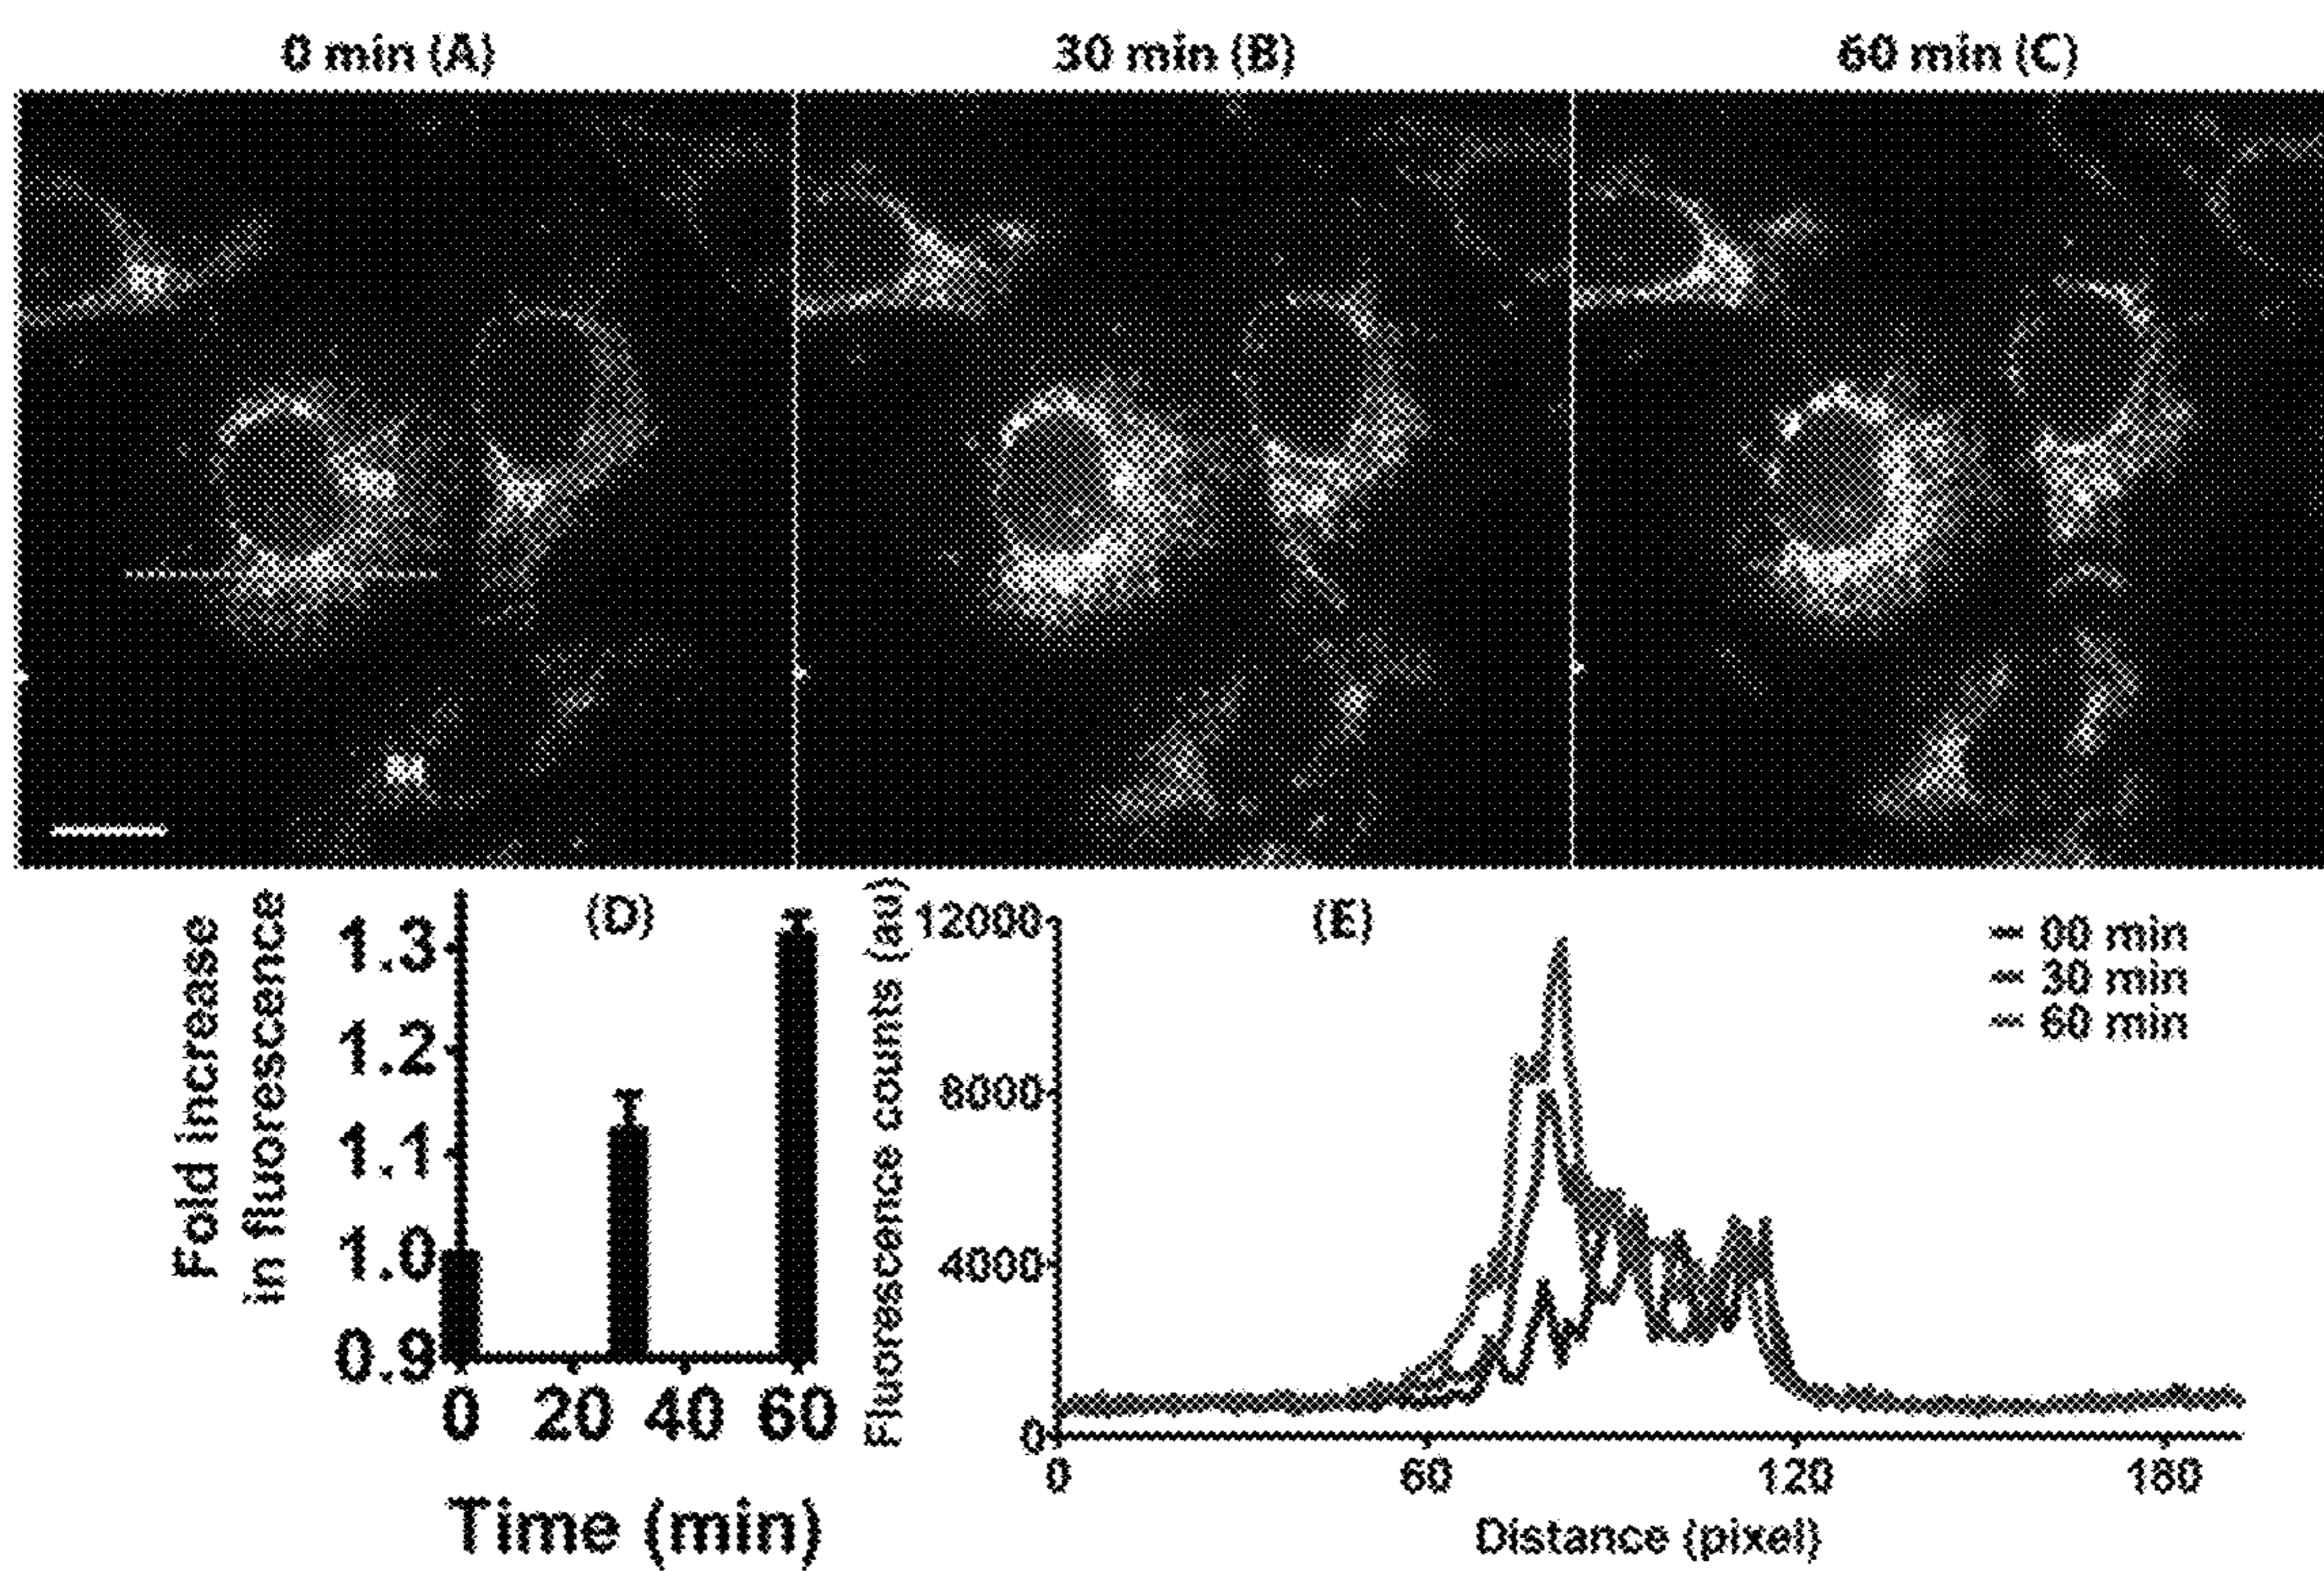 0 min (A)
30 min (B)
60 min (C)
Fold increase
in fluorescence
(D)
1.3
1.2
1.1
1.0
0.9
0
20
40
60
Time (min)
Fluorescence counts (au)
(E)
12000
8000
4000
0
0
60
120
180
Distance (pixel)
00 min
30 min
60 min